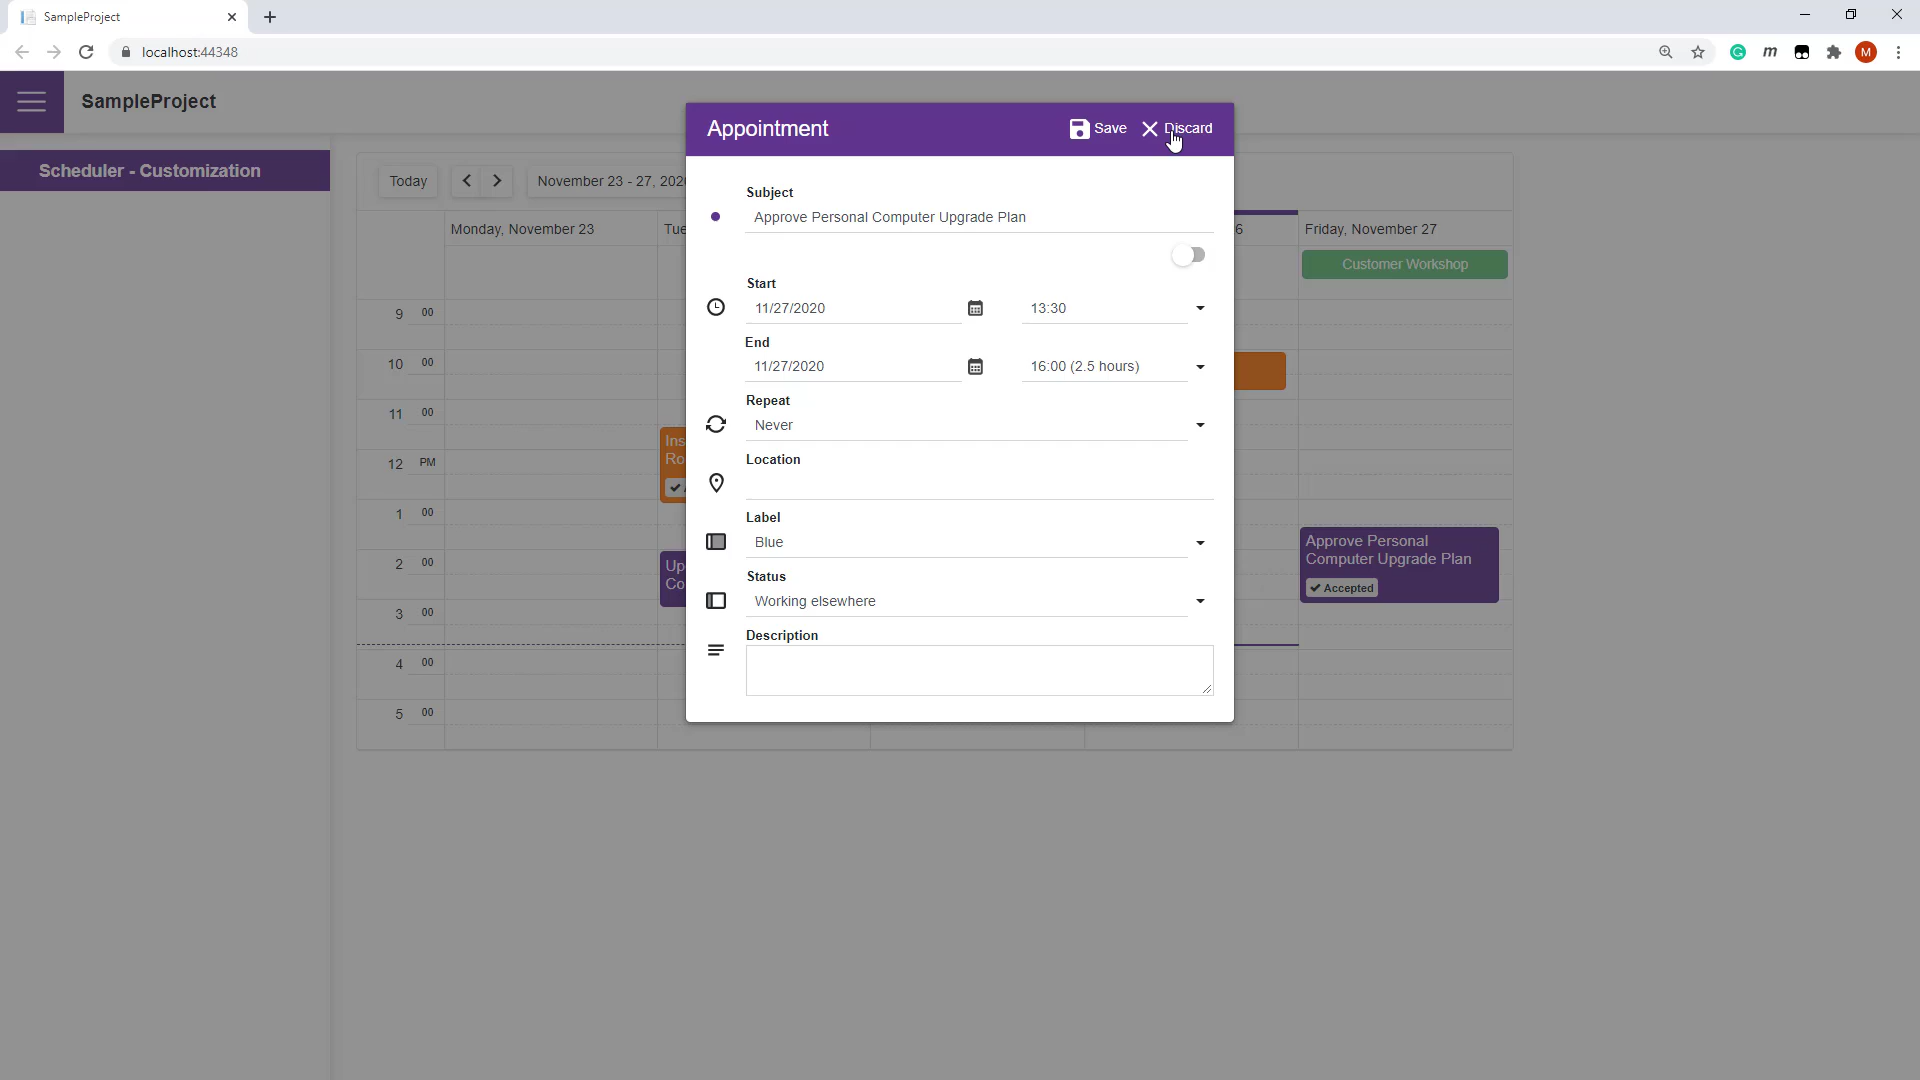 SampleProject
localhost:44348
M
SampleProject
Appointment
Save
Discard
Scheduler - Customization
Today
November 23 - 27, 202
Subject
Approve Personal Computer Upgrade Plan
Monday, November 23
Tue
6
Friday, November 27
Customer Workshop
Start
11/27/2020
13:30
End
11/27/2020
16:00 (2.5 hours)
Repeat
Never
Location
Label
Blue
Status
Working elsewhere
Description
9 00
10 00
11 00
12 PM
1 00
2 00
3 00
4 00
5 00
Ins
Ro
Up
Co
Approve Personal
Computer Upgrade Plan
Accepted